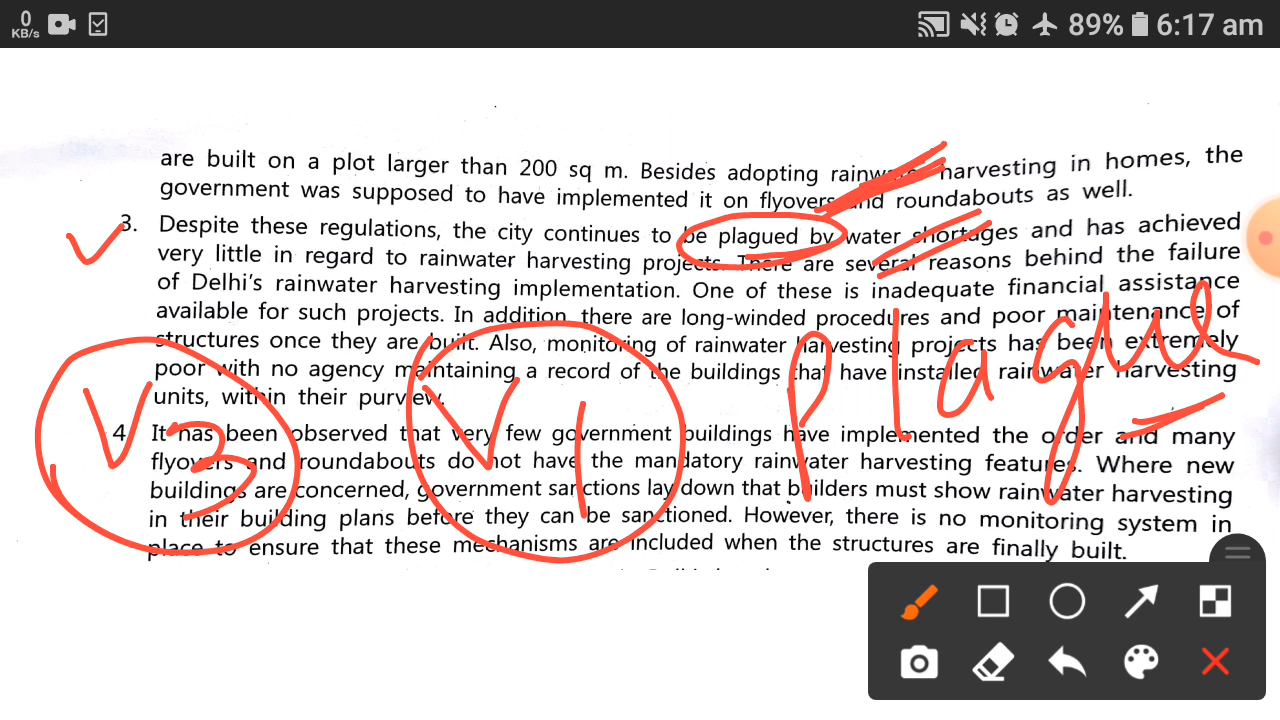 0
KB/s
89% 6:17 am
are built on a plot larger than 200 sq m. Besides adopting rainwater harvesting in homes, the
government was supposed to have implemented it on flyovers and roundabouts as well.
3. Despite these regulations, the city continues to be plagued by water shortages and has achieved
very little in regard to rainwater harvesting projects. There are several reasons behind the failure
of Delhi's rainwater harvesting implementation. One of these is inadequate financial assistance
available for such projects. In addition, there are long-winded procedures and poor maintenance of
structures once they are built. Also, monitoring of rainwater harvesting projects has been extremely
poor with no agency maintaining a record of the buildings that have installed rainwater harvesting
units, within their purview.
Plague
V3
V1
4. It has been observed that very few government buildings have implemented the order and many
flyovers and roundabouts do not have the mandatory rainwater harvesting features. Where new
buildings are concerned, government sanctions lay down that builders must show rainwater harvesting
in their building plans before they can be sanctioned. However, there is no monitoring system in
place to ensure that these mechanisms are included when the structures are finally built.